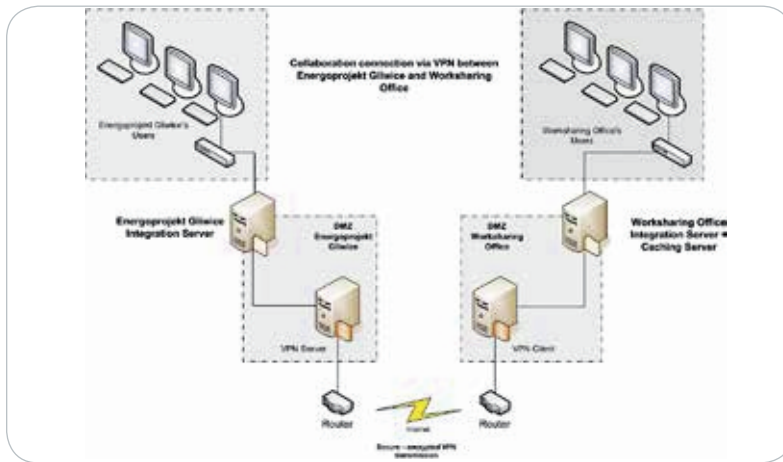 Collaboration connection via VPN between
Energoprojekt Gliwice and Worksharing
Office
Energoprojekt Gliwice's
Users
Worksharing Office's
Users
Energoprojekt Gliwice
Integration Server
DMZ
Energoprojekt
Gliwice
DMZ
Worksharing
Office
Worksharing Office
Integration Server +
Caching Server
VPN Server
VPN Client
Router
Internet
Router
Secure - encrypted VPN
transmission